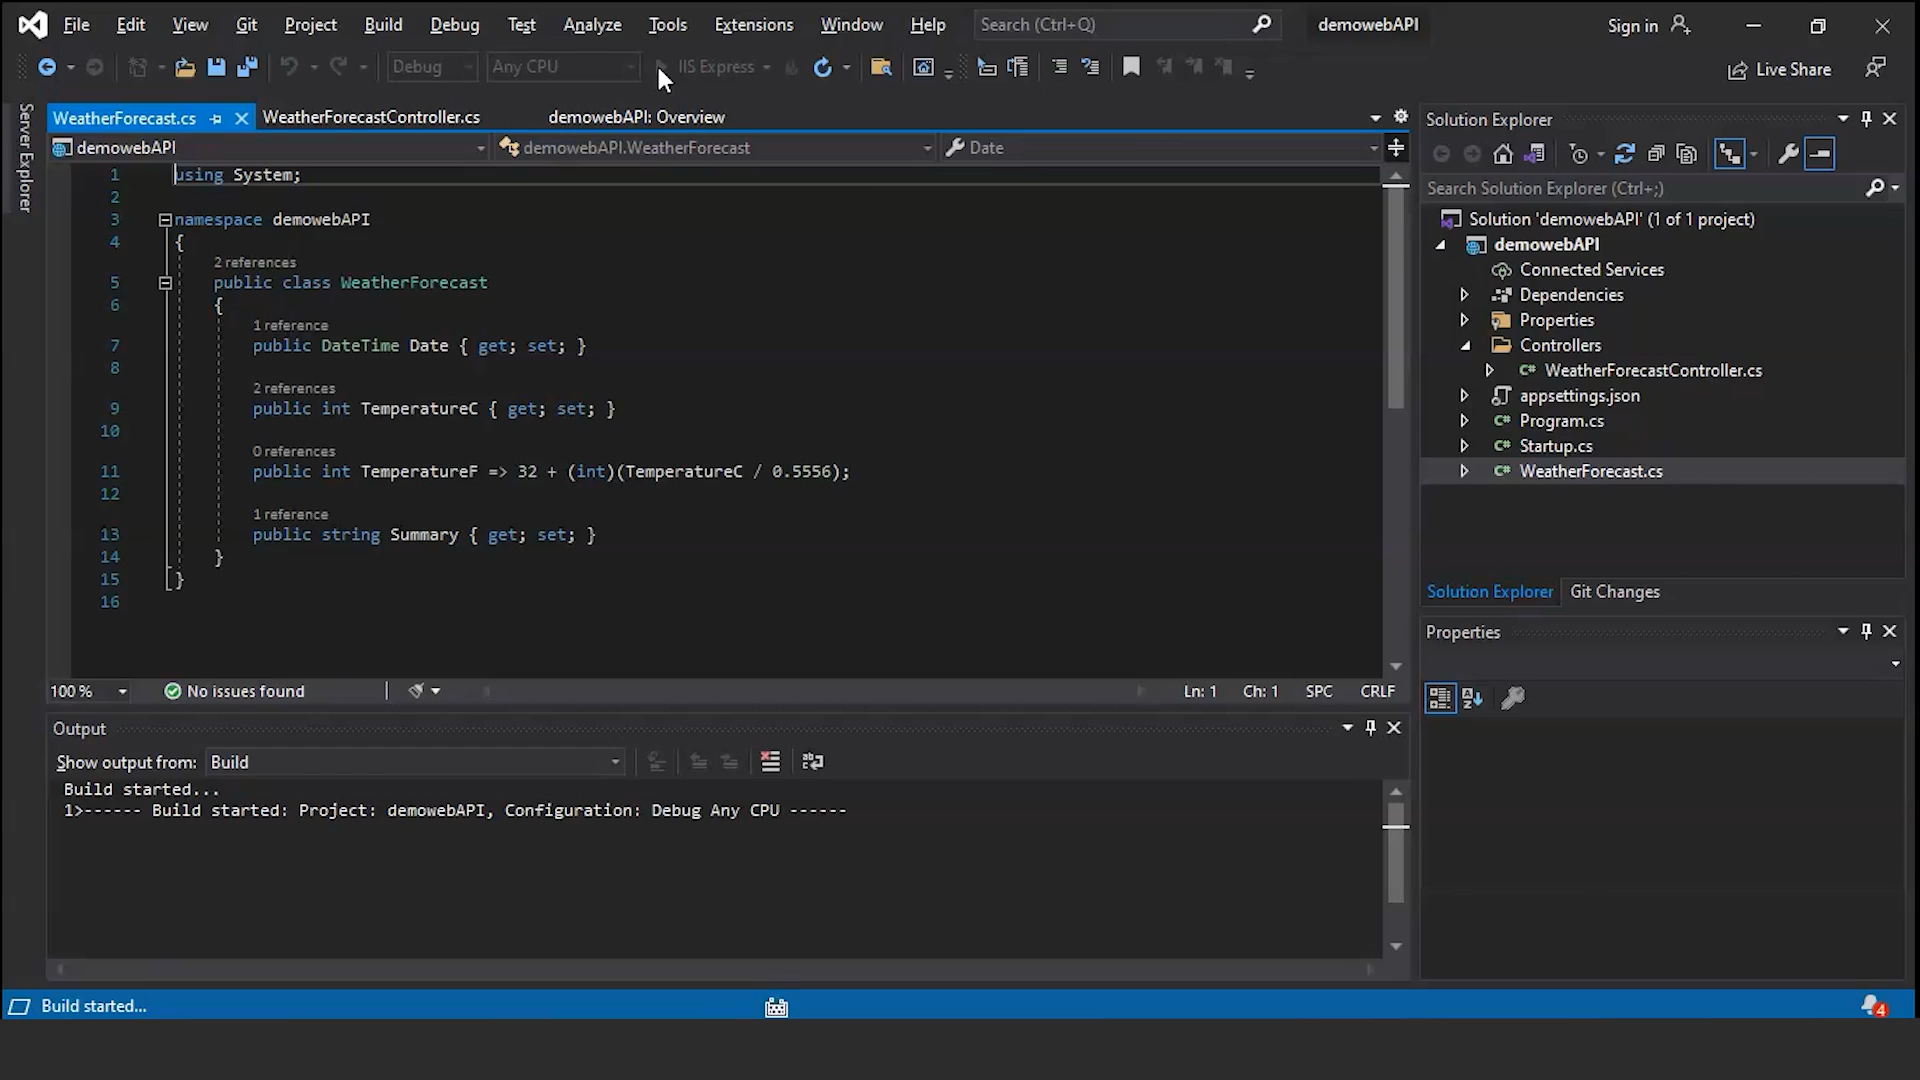 File Edit View Git Project Build Debug Test Analyze Tools Extensions Window Help Search (Ctrl+Q) demowebAPI Sign in
Debug Any CPU IIS Express Live Share
Server Explorer
WeatherForecast.cs WeatherForecastController.cs demowebAPI: Overview
demowebAPI demowebAPI.WeatherForecast Date
1 using System;
2
3 namespace demowebAPI
4 {
2 references
5 public class WeatherForecast
6 {
1 reference
7 public DateTime Date { get; set; }
8
2 references
9 public int TemperatureC { get; set; }
10
0 references
11 public int TemperatureF => 32 + (int)(TemperatureC / 0.5556);
12
1 reference
13 public string Summary { get; set; }
14 }
15 }
16
100 % No issues found Ln: 1 Ch: 1 SPC CRLF
Output
Show output from: Build
Build started...
1>------ Build started: Project: demowebAPI, Configuration: Debug Any CPU ------
Solution Explorer
Search Solution Explorer (Ctrl+;)
Solution 'demowebAPI' (1 of 1 project)
demowebAPI
Connected Services
Dependencies
Properties
Controllers
C# WeatherForecastController.cs
appsettings.json
C# Program.cs
C# Startup.cs
C# WeatherForecast.cs
Solution Explorer Git Changes
Properties
Build started... 4